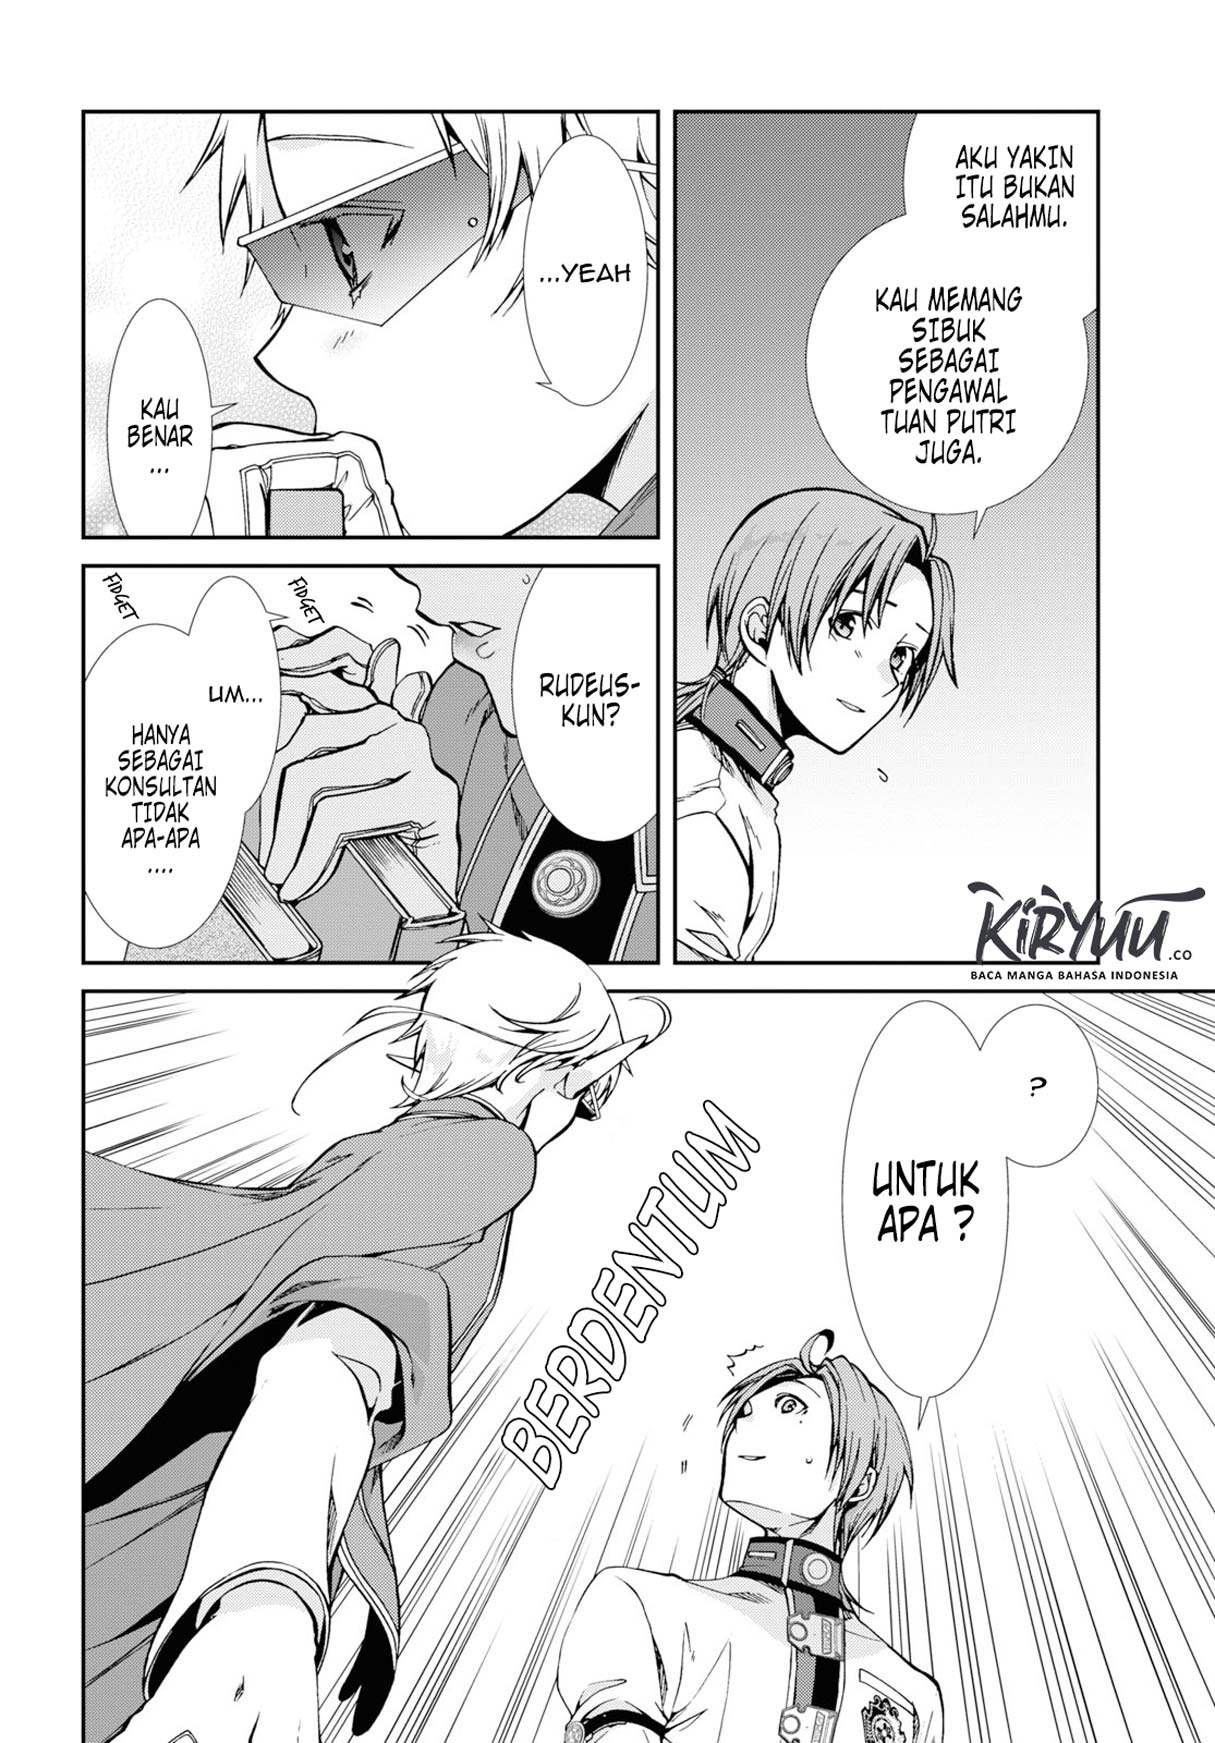 AKU YAKIN
ITU BUKAN
SALAHMU.
KAU MEMANG
SIBUK
SEBAGAI
PENGAWAL
TUAN PUTRI
JUGA.
...YEAH
KAU
BENAR
...
RUDEUS-
KUN?
FIDGET
FIDGET
UM...
HANYA
SEBAGAI
KONSULTAN
TIDAK
APA-APA
....
KIRYUU.CO
BACA MANGA BAHASA INDONESIA
?
UNTUK
APA ?
BERDENTUM